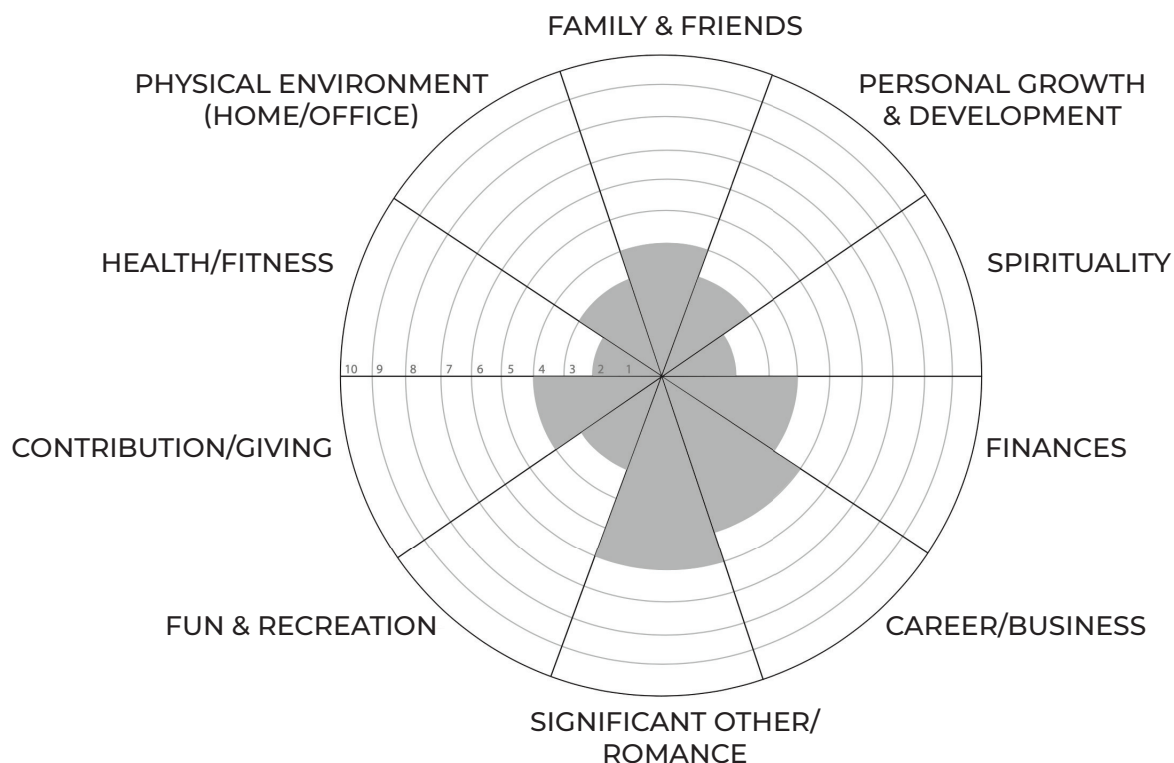 FAMILY & FRIENDS
PHYSICAL ENVIRONMENT
(HOME/OFFICE)
PERSONAL GROWTH
& DEVELOPMENT
HEALTH/FITNESS
SPIRITUALITY
10 9 8 7 6 5 4 3 2 1
CONTRIBUTION/GIVING
FINANCES
FUN & RECREATION
CAREER/BUSINESS
SIGNIFICANT OTHER/
ROMANCE